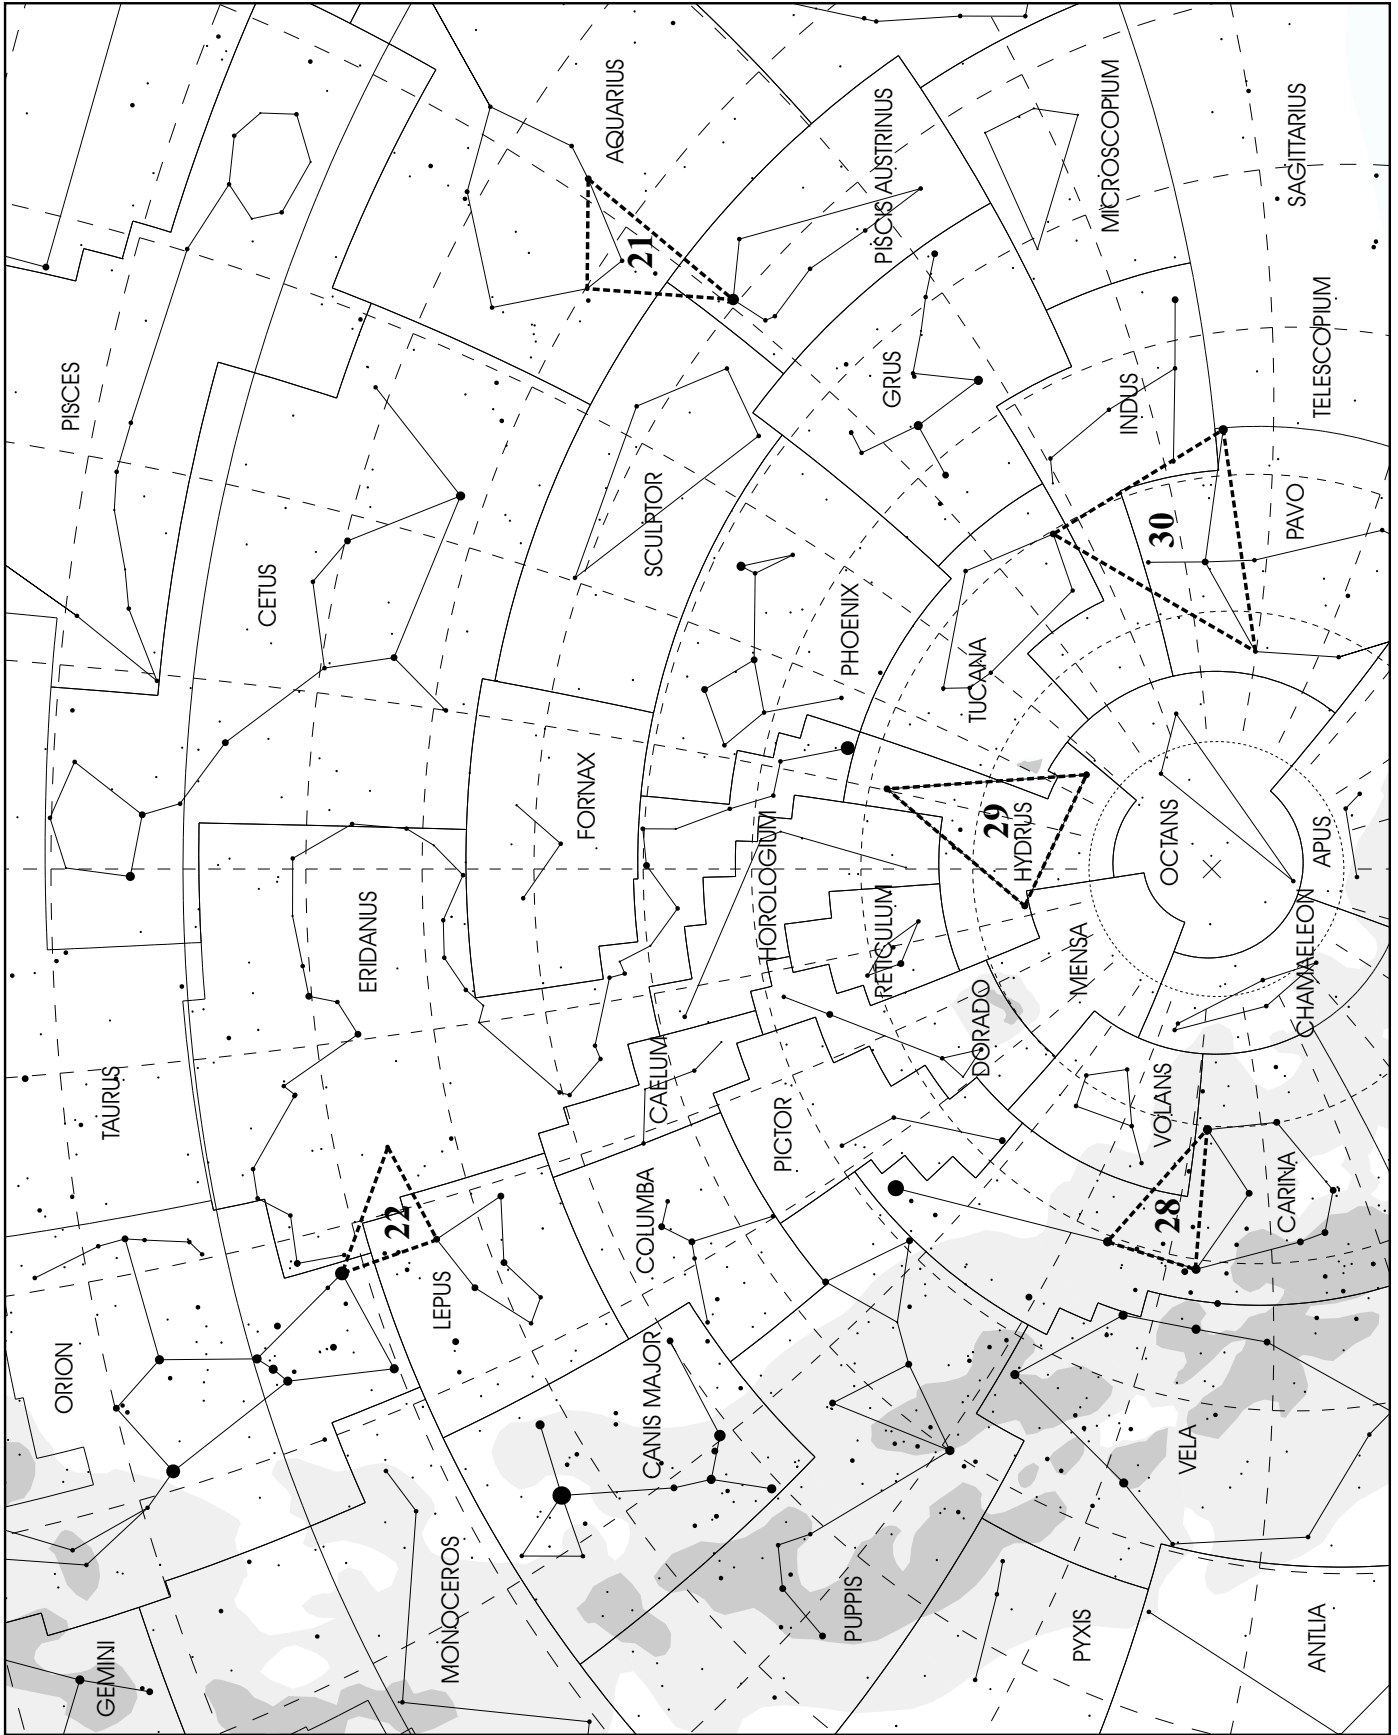 AQUARIUS
MICROSCOPIUM
SAGITTARIUS
PISCIS AUSTRINUS
21
PISCES
TELESCOPIUM
GRUS
INDUS
SCULPTOR
PAVO
30
CETUS
PHOENIX
TUCANA
FORNAX
29
HYDRUS
OCTANS
APUS
HOROLOGIUM
ERIDANUS
RETICULUM
MENSA
CHAMAELEON
DORADO
CAELUM
TAURUS
VOLANS
PICTOR
CARINA
28
22
COLUMBA
LEPUS
ORION
CANIS MAJOR
VELA
MONOCEROS
PUPPIS
PYXIS
ANTLIA
GEMINI